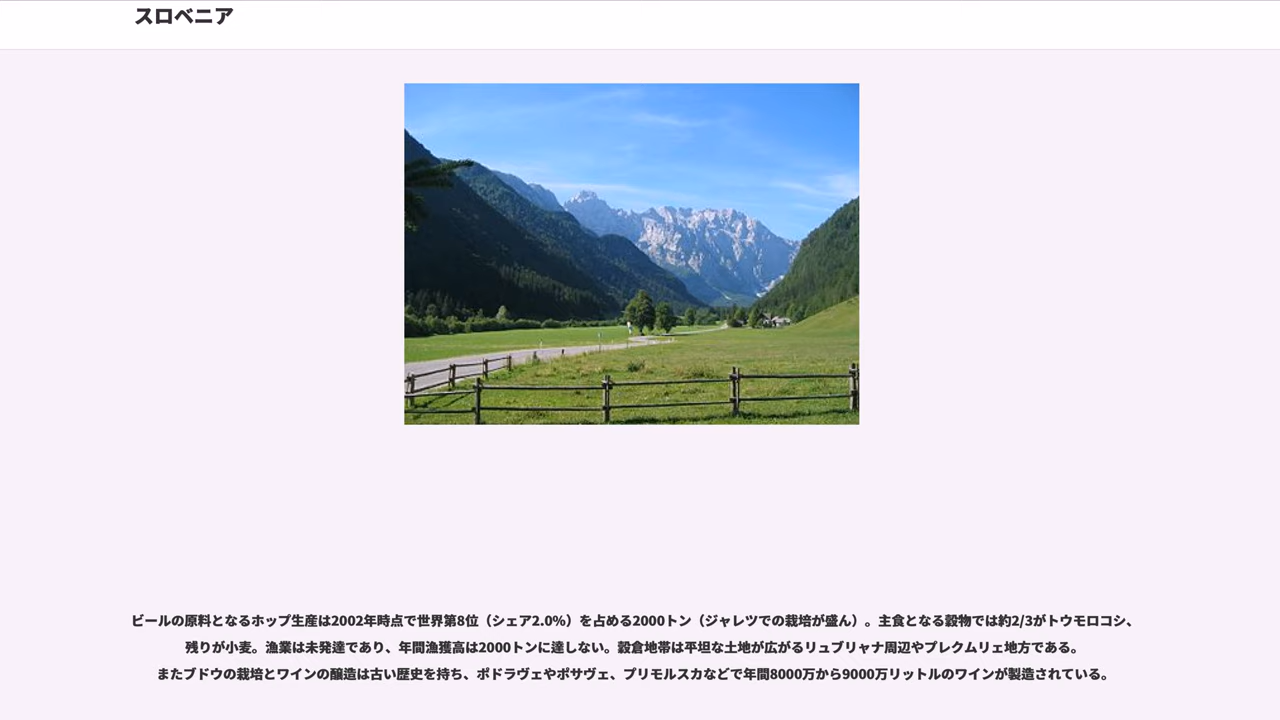 スロベニア
ビールの原料となるホップ生産は2002年時点で世界第8位（シェア2.0%）を占める2000トン（ジャレツでの栽培が盛ん）。主食となる穀物では約2/3がトウモロコシ、
残りが小麦。漁業は未発達であり、年間漁獲高は2000トンに達しない。穀倉地帯は平坦な土地が広がるリュブリャナ周辺やプレクムリェ地方である。
またブドウの栽培とワインの醸造は古い歴史を持ち、ポドラヴェやポサヴェ、プリモルスカなどで年間8000万から9000万リットルのワインが製造されている。